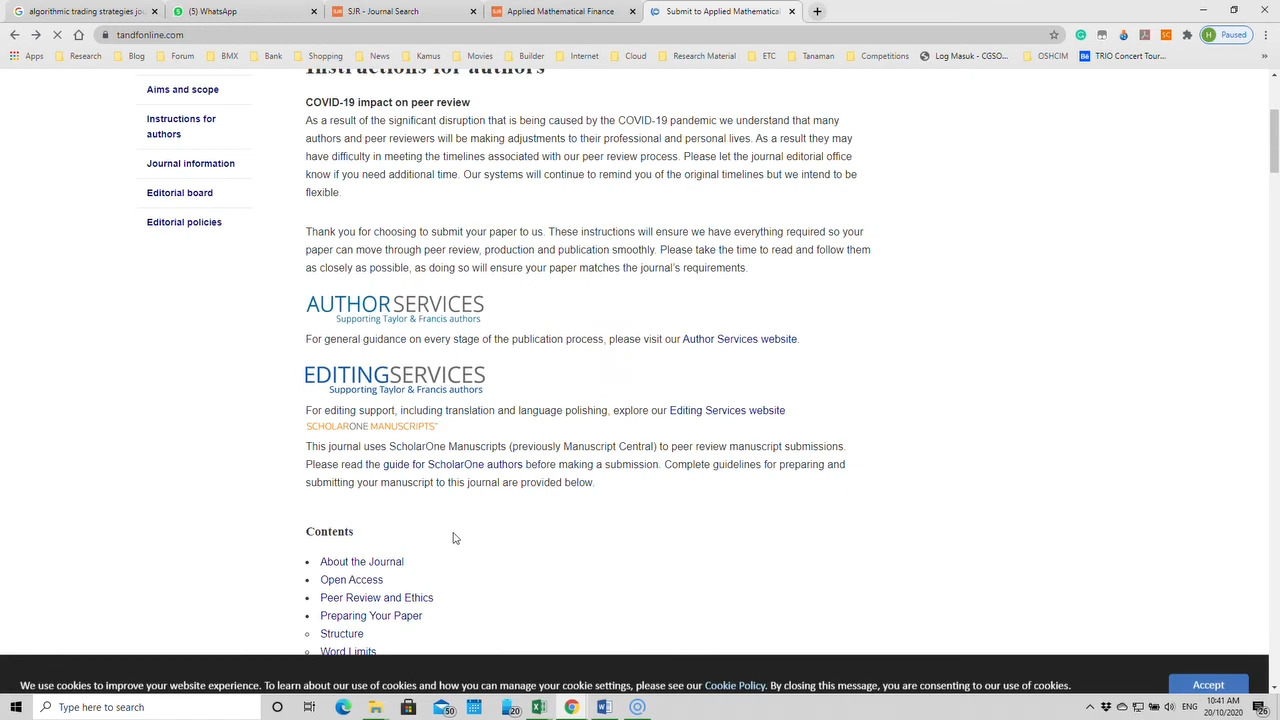 algorithmic trading strategies jou
(5) WhatsApp
SJR - Journal Search
Applied Mathematical Finance
Submit to Applied Mathematical
tandfonline.com
H Paused
Apps Research Blog Forum BMX Bank Shopping News Kamus Movies Builder Internet Cloud Research Material ETC Tanaman Competitions Log Masuk - CGSO... OSHCIM TRIO Concert Tour... »
Instructions for authors
Aims and scope
Instructions for
authors
Journal information
Editorial board
Editorial policies
COVID-19 impact on peer review
As a result of the significant disruption that is being caused by the COVID-19 pandemic we understand that many
authors and peer reviewers will be making adjustments to their professional and personal lives. As a result they may
have difficulty in meeting the timelines associated with our peer review process. Please let the journal editorial office
know if you need additional time. Our systems will continue to remind you of the original timelines but we intend to be
flexible.
Thank you for choosing to submit your paper to us. These instructions will ensure we have everything required so your
paper can move through peer review, production and publication smoothly. Please take the time to read and follow them
as closely as possible, as doing so will ensure your paper matches the journal's requirements.
AUTHORSERVICES
Supporting Taylor & Francis authors
For general guidance on every stage of the publication process, please visit our Author Services website.
EDITINGSERVICES
Supporting Taylor & Francis authors
For editing support, including translation and language polishing, explore our Editing Services website
SCHOLARONE MANUSCRIPTS™
This journal uses ScholarOne Manuscripts (previously Manuscript Central) to peer review manuscript submissions.
Please read the guide for ScholarOne authors before making a submission. Complete guidelines for preparing and
submitting your manuscript to this journal are provided below.
Contents
About the Journal
Open Access
Peer Review and Ethics
Preparing Your Paper
Structure
Word Limits
We use cookies to improve your website experience. To learn about our use of cookies and how you can manage your cookie settings, please see our Cookie Policy. By closing this message, you are consenting to our use of cookies.
Accept
Type here to search
50
20
ENG
10:41 AM
20/10/2020
26